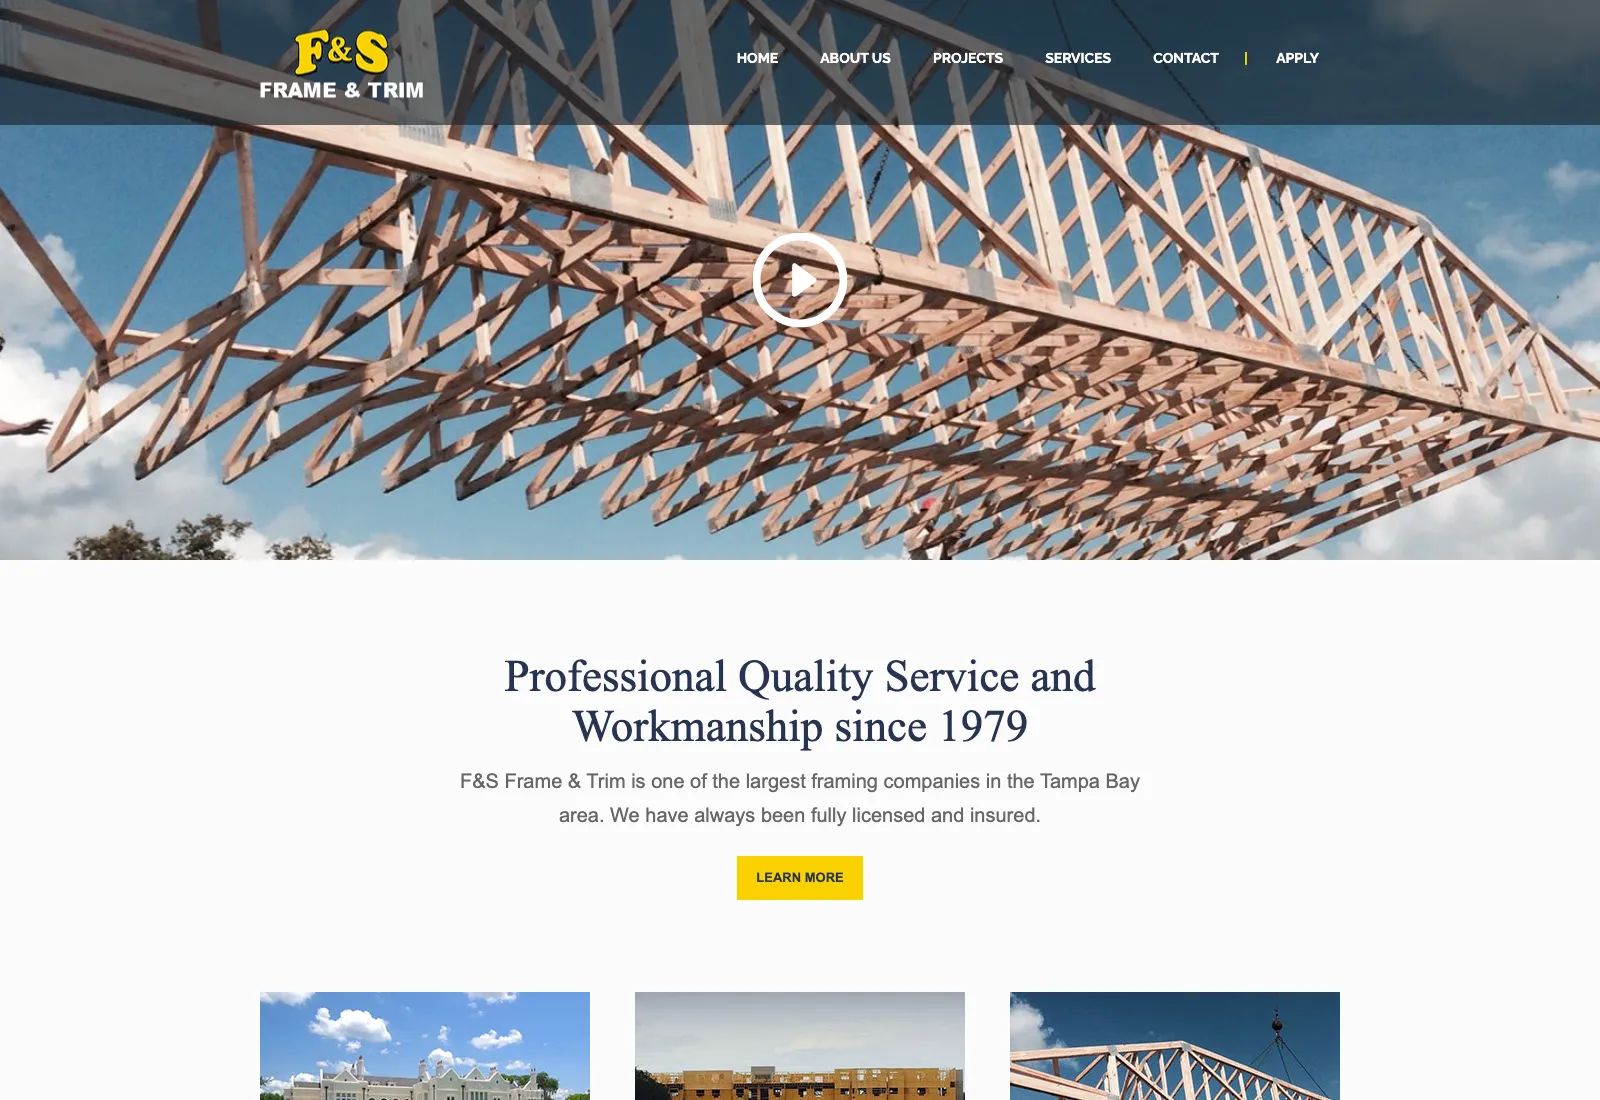 F&S
FRAME & TRIM
HOME
ABOUT US
PROJECTS
SERVICES
CONTACT
|
APPLY
Professional Quality Service and
Workmanship since 1979
F&S Frame & Trim is one of the largest framing companies in the Tampa Bay
area. We have always been fully licensed and insured.
LEARN MORE